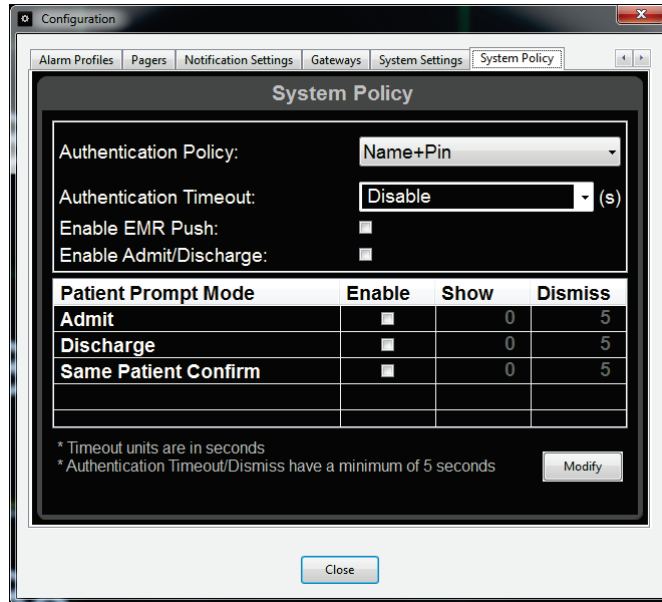 Configuration
x
Alarm Profiles Pagers Notification Settings Gateways System Settings System Policy
System Policy
Authentication Policy: Name+Pin
Authentication Timeout: Disable (s)
Enable EMR Push:
Enable Admit/Discharge:
Patient Prompt Mode Enable Show Dismiss
Admit 0 5
Discharge 0 5
Same Patient Confirm 0 5
* Timeout units are in seconds
* Authentication Timeout/Dismiss have a minimum of 5 seconds
Modify
Close